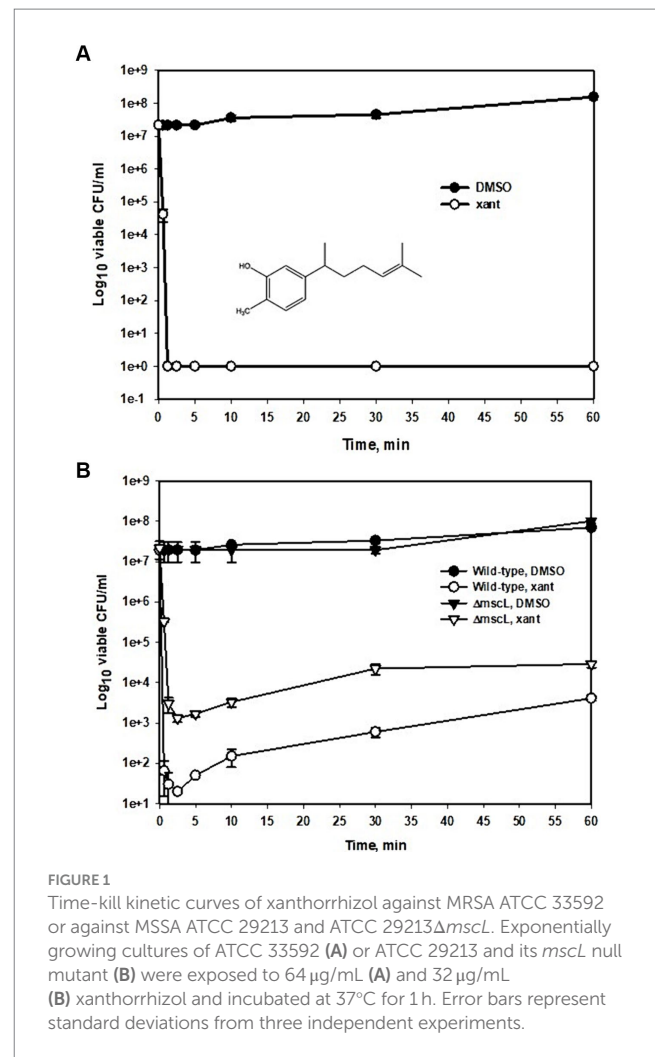 A
1e+9
1e+8
1e+7
1e+6
1e+5
1e+4
1e+3
1e+2
1e+1
1e+0
1e-1
Log10 viable CFU/ml
DMSO
xant
HO
H3C
0 5 10 15 20 25 30 35 40 45 50 55 60
Time, min
B
1e+9
1e+8
1e+7
1e+6
1e+5
1e+4
1e+3
1e+2
1e+1
Log10 viable CFU/ml
Wild-type, DMSO
Wild-type, xant
ΔmscL, DMSO
ΔmscL, xant
0 5 10 15 20 25 30 35 40 45 50 55 60
Time, min
FIGURE 1
Time-kill kinetic curves of xanthorrhizol against MRSA ATCC 33592
or against MSSA ATCC 29213 and ATCC 29213ΔmscL. Exponentially
growing cultures of ATCC 33592 (A) or ATCC 29213 and its mscL null
mutant (B) were exposed to 64 μg/mL (A) and 32 μg/mL
(B) xanthorrhizol and incubated at 37°C for 1 h. Error bars represent
standard deviations from three independent experiments.